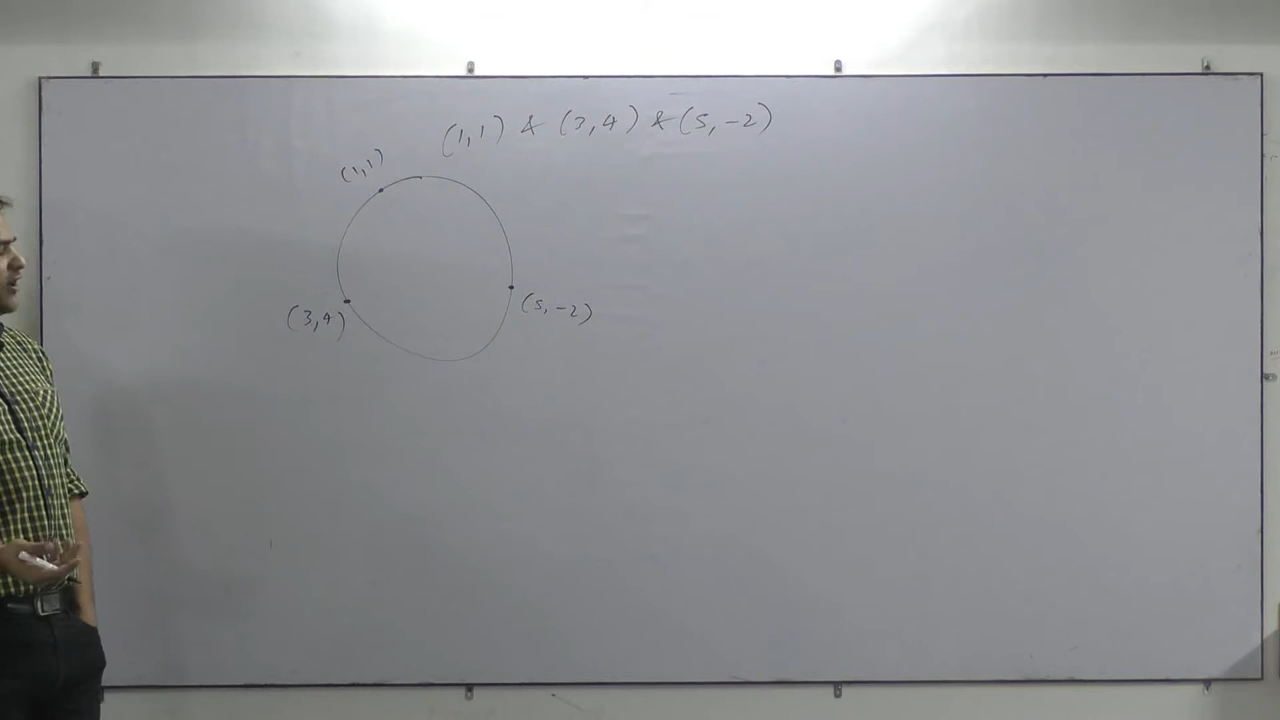 (1,1) & (3,4) & (5,-2)
(1,1)
(5,-2)
(3,4)